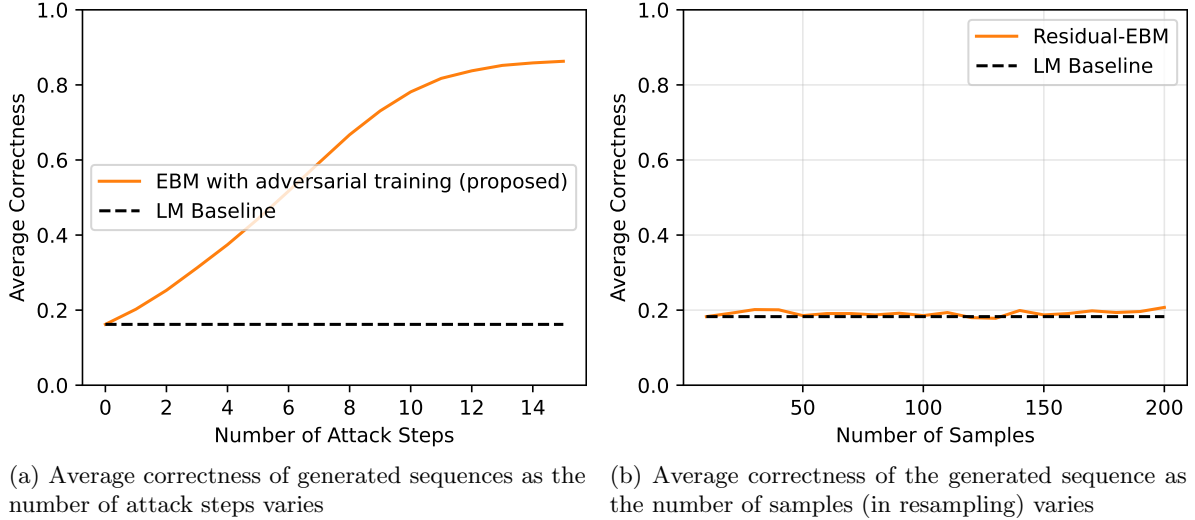 1.0
0.8
0.6
0.4
0.2
0.0
Average Correctness
EBM with adversarial training (proposed)
LM Baseline
0 2 4 6 8 10 12 14
Number of Attack Steps
(a) Average correctness of generated sequences as the
number of attack steps varies
1.0
0.8
0.6
0.4
0.2
0.0
Average Correctness
Residual-EBM
LM Baseline
50 100 150 200
Number of Samples
(b) Average correctness of the generated sequence as
the number of samples (in resampling) varies